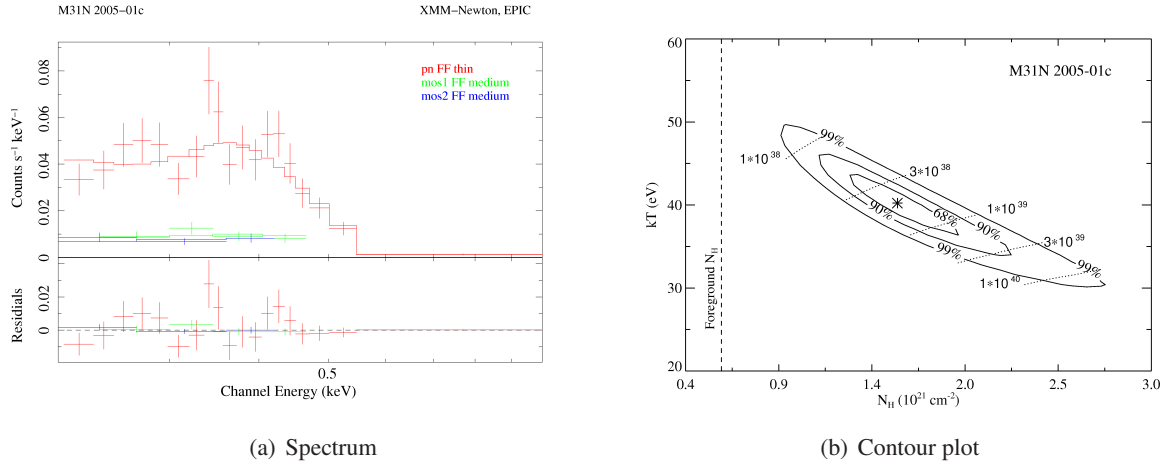 M31N 2005-01c XMM-Newton, EPIC
pn FF thin
mos1 FF medium
mos2 FF medium
Counts s⁻¹ keV⁻¹
0.08
0.06
0.04
0.02
0
Residials
0.02
0
0.5
Channel Energy (keV)
(a) Spectrum
M31N 2005-01c
kT (eV)
60
50
40
30
20
Foreground N_H
99%
1*10³⁸
3*10³⁸
68%
1*10³⁹
90%
90%
3*10³⁹
99%
99%
1*10⁴⁰
0.4 0.9 1.4 2.0 2.5 3.0
N_H (10²¹ cm⁻²)
(b) Contour plot